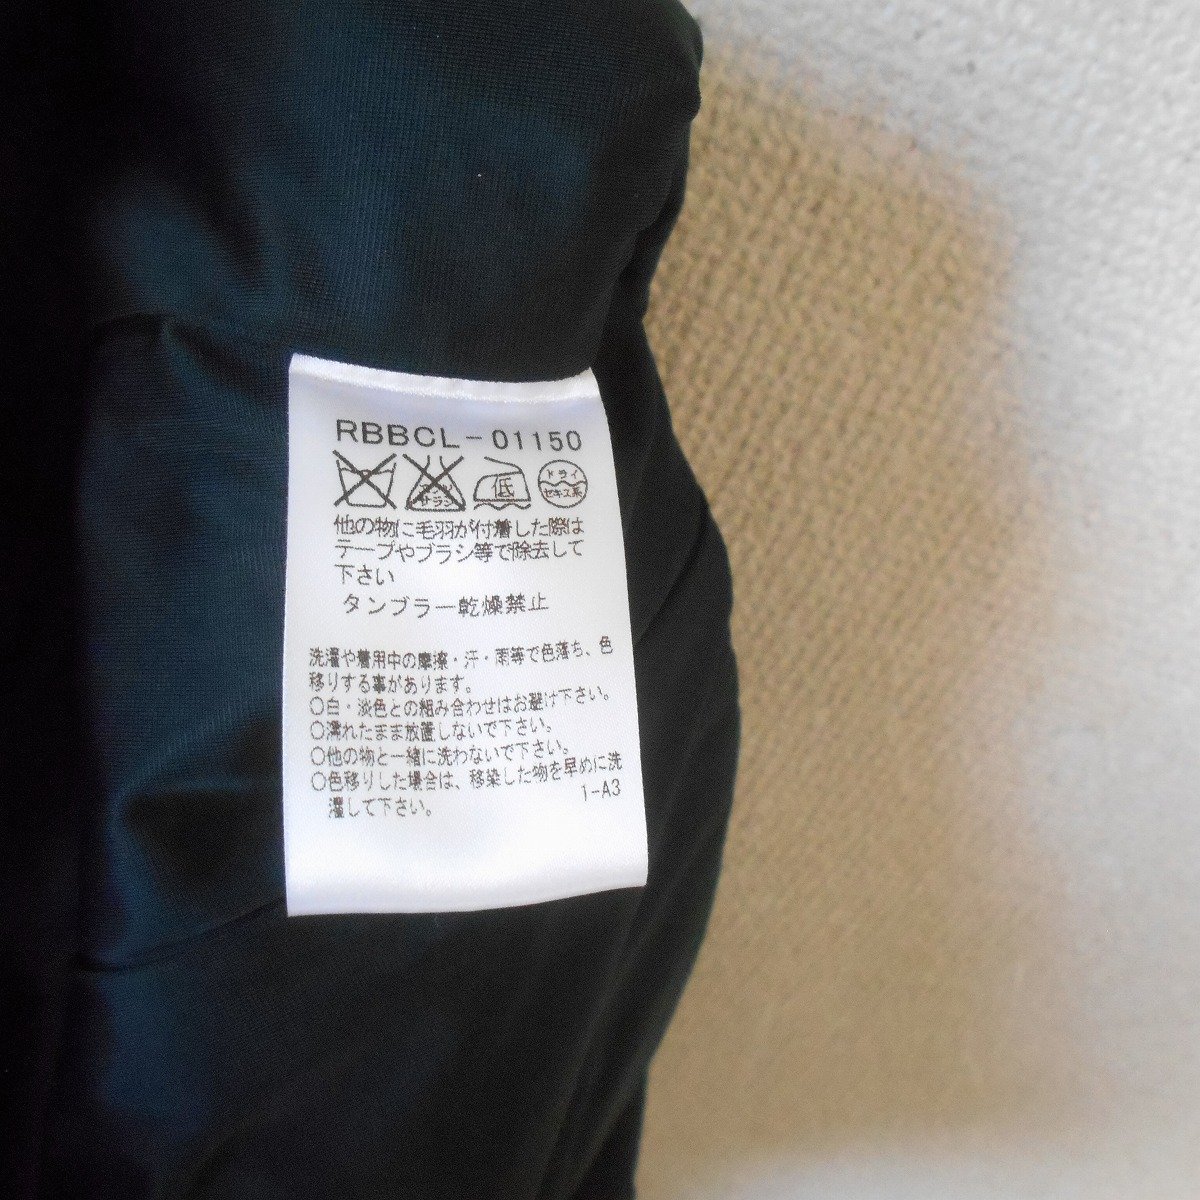 RBBCL-01150
エンソ サラシ 低 ドライ セキユ系
他の物に毛羽が付着した際は
テープやブラシ等で除去して
下さい
タンブラー乾燥禁止
洗濯や着用中の摩擦・汗・雨等で色落ち、色
移りする事があります。
○白・淡色との組み合わせはお避け下さい。
○濡れたまま放置しないで下さい。
○他の物と一緒に洗わないで下さい。
○色移りした場合は、移染した物を早めに洗
濯して下さい。
i-A3